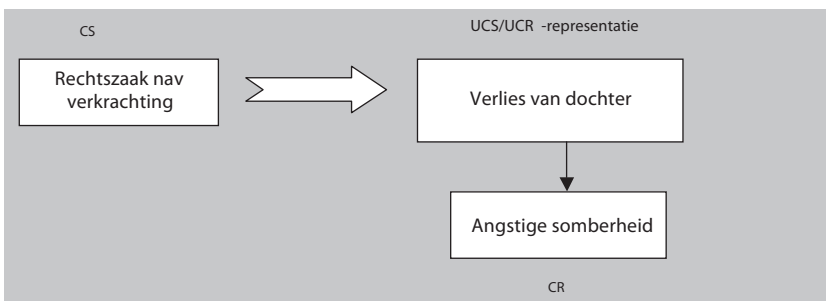 CS
UCS/UCR -representatie
Rechtszaak nav
verkrachting
Verlies van dochter
Angstige somberheid
CR